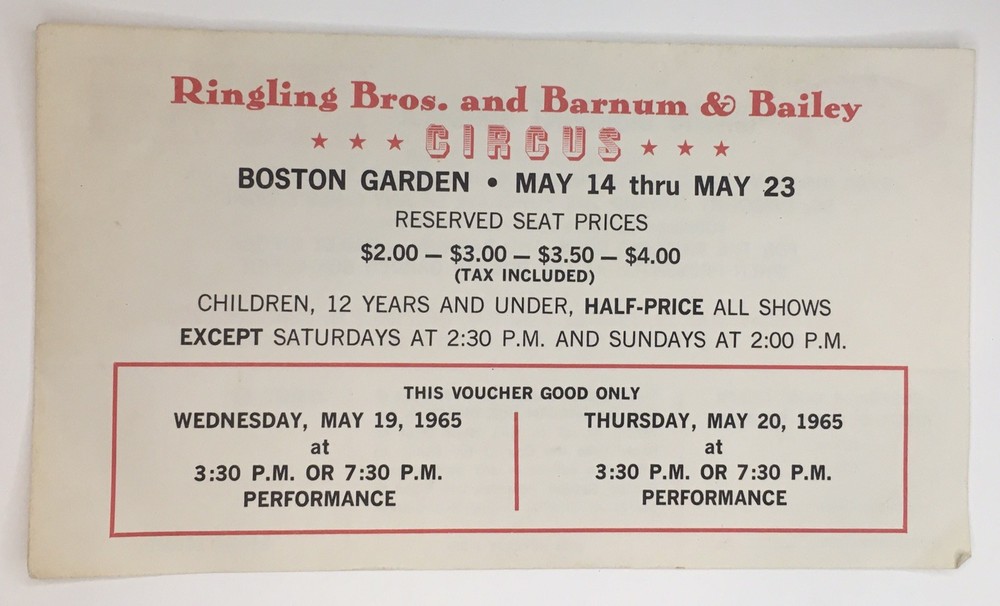 Ringling Bros. and Barnum & Bailey
★ ★ ★ CIRCUS ★ ★ ★
BOSTON GARDEN • MAY 14 thru MAY 23
RESERVED SEAT PRICES
$2.00 — $3.00 — $3.50 — $4.00
(TAX INCLUDED)
CHILDREN, 12 YEARS AND UNDER, HALF-PRICE ALL SHOWS
EXCEPT SATURDAYS AT 2:30 P.M. AND SUNDAYS AT 2:00 P.M.
THIS VOUCHER GOOD ONLY
WEDNESDAY, MAY 19, 1965
at
3:30 P.M. OR 7:30 P.M.
PERFORMANCE
THURSDAY, MAY 20, 1965
at
3:30 P.M. OR 7:30 P.M.
PERFORMANCE